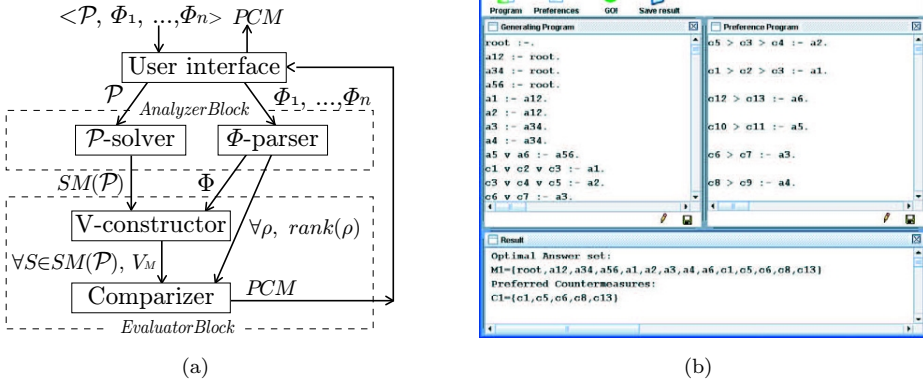 <𝒫, Φ₁, ...,Φₙ> PCM
User interface
𝒫
Φ₁, ...,Φₙ
AnalyzerBlock
𝒫-solver
Φ-parser
SM(𝒫)
Φ
V-constructor
∀ρ, rank(ρ)
∀S∈SM(𝒫), V_M
Comparizer
PCM
EvaluatorBlock
(a)
Program Preferences GO! Save result
Generating Program
root :-.
a12 :- root.
a34 :- root.
a56 :- root.
a1 :- a12.
a2 :- a12.
a3 :- a34.
a4 :- a34.
a5 v a6 :- a56.
c1 v c2 v c3 :- a1.
c3 v c4 v c5 :- a2.
c6 v c7 :- a3.
Preference Program
c5 > c3 > c4 :- a2.
c1 > c2 > c3 :- a1.
c12 > c13 :- a6.
c10 > c11 :- a5.
c6 > c7 :- a3.
c8 > c9 :- a4.
Result
Optimal Answer set:
M1={root,a12,a34,a56,a1,a2,a3,a4,a6,c1,c5,c6,c8,c13}
Preferred Countermeasures:
C1={c1,c5,c6,c8,c13}
(b)